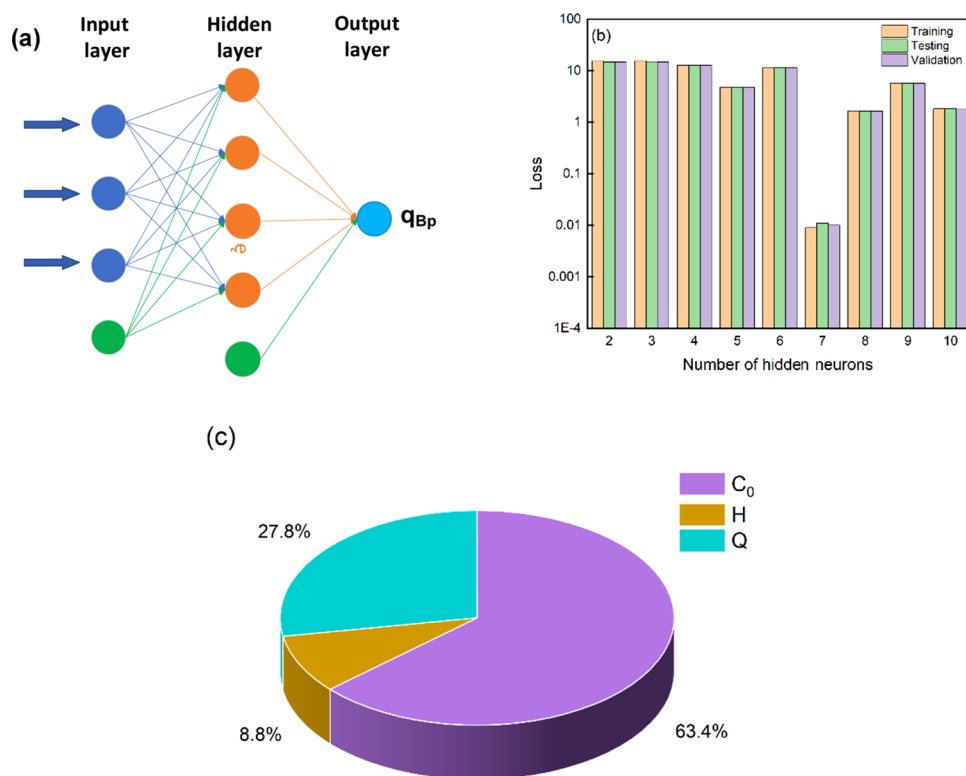 (a)
Input
layer
Hidden
layer
Output
layer
q_Bp
(b)
Training
Testing
Validation
Loss
100
10
1
0.1
0.01
0.001
1E-4
2 3 4 5 6 7 8 9 10
Number of hidden neurons
(c)
C₀
H
Q
27.8%
8.8%
63.4%